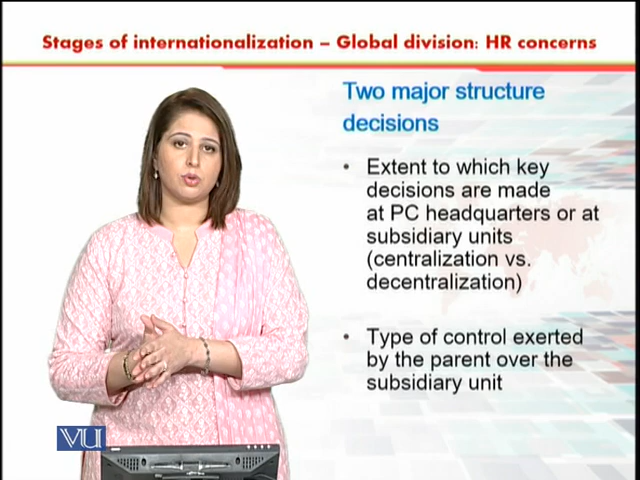 Stages of internationalization – Global division: HR concerns
Two major structure
decisions
• Extent to which key
decisions are made
at PC headquarters or at
subsidiary units
(centralization vs.
decentralization)
• Type of control exerted
by the parent over the
subsidiary unit
VU